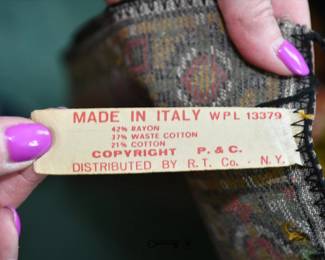 MADE IN ITALY WPL 13379
42% RAYON
37% WASTE COTTON
21% COTTON
COPYRIGHT P. & C.
DISTRIBUTED BY R.T. Co. · N.Y.